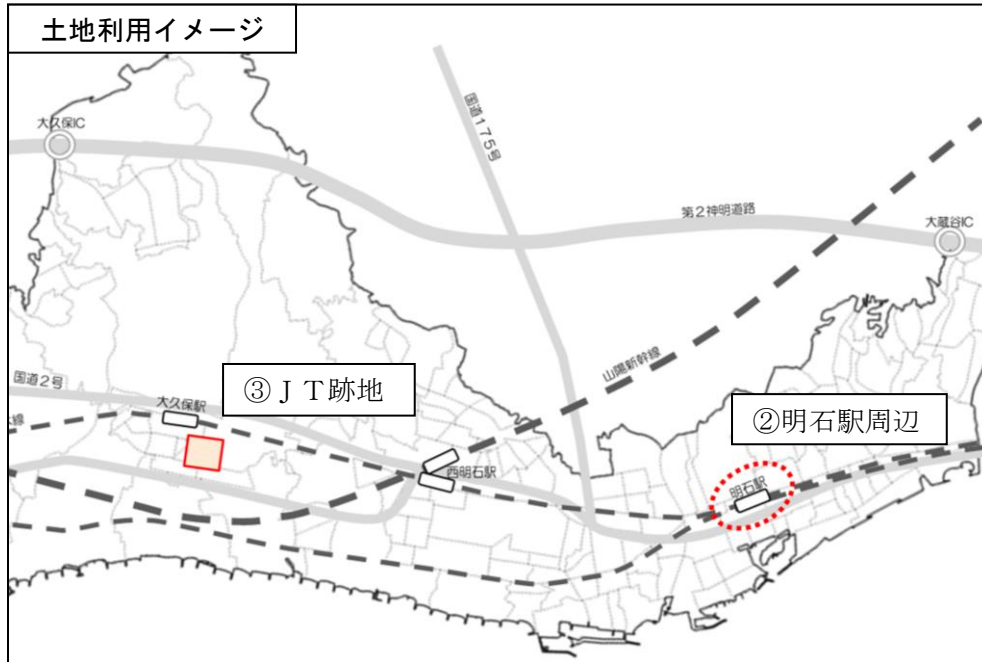 土地利用イメージ
大久保IC
国道175号
第2神明道路
大蔵谷IC
山陽新幹線
国道2号
③ＪＴ跡地
大久保駅
②明石駅周辺
線
西明石駅
明石駅